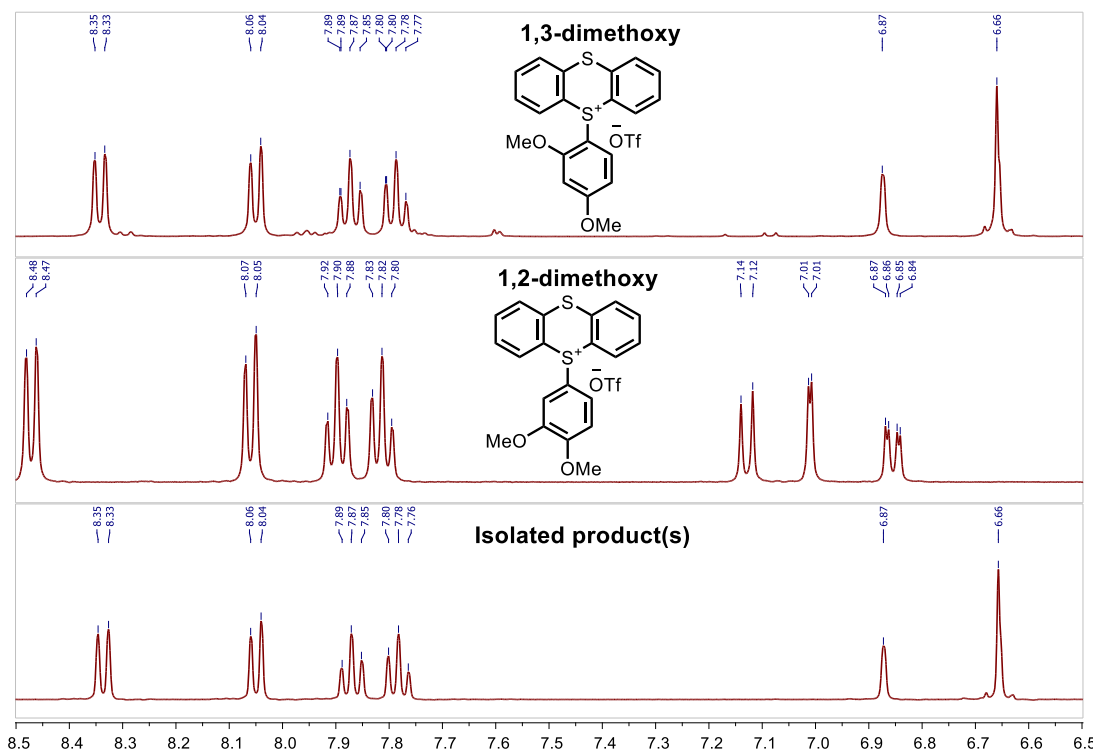 8.35 8.33 8.06 8.04 7.89 7.89 7.87 7.85 7.80 7.80 7.78 7.77 6.87 6.66
1,3-dimethoxy
S
S+
−
OTf
MeO
OMe
8.48 8.47 8.07 8.05 7.92 7.90 7.88 7.83 7.82 7.80 7.14 7.12 7.01 7.01 6.87 6.86 6.85 6.84
1,2-dimethoxy
S
S+
−
OTf
MeO
OMe
8.35 8.33 8.06 8.04 7.89 7.87 7.85 7.80 7.78 7.76 6.87 6.66
Isolated product(s)
8.5 8.4 8.3 8.2 8.1 8.0 7.9 7.8 7.7 7.6 7.5 7.4 7.3 7.2 7.1 7.0 6.9 6.8 6.7 6.6 6.5